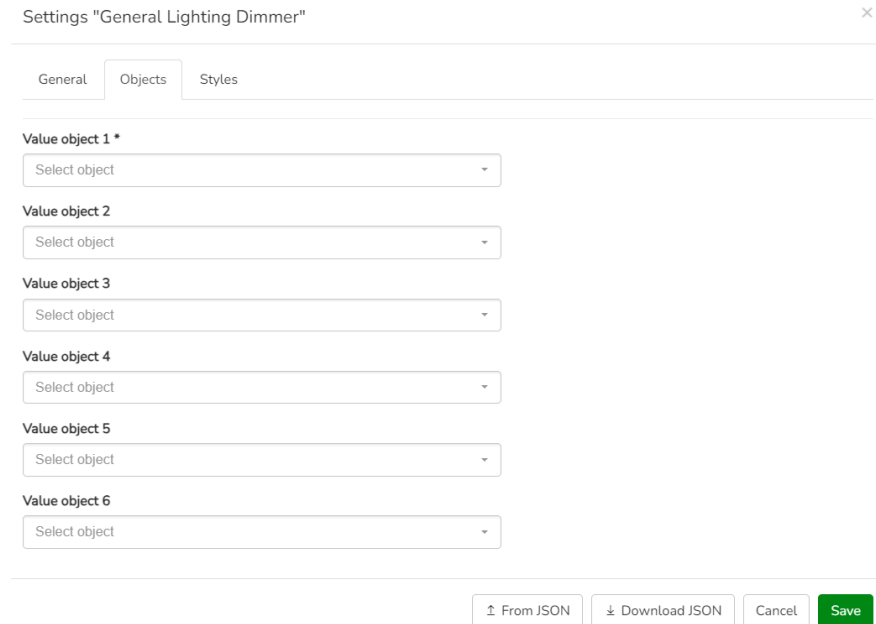 Settings "General Lighting Dimmer"
×
General Objects Styles
Value object 1 *
Select object
Value object 2
Select object
Value object 3
Select object
Value object 4
Select object
Value object 5
Select object
Value object 6
Select object
From JSON Download JSON Cancel Save